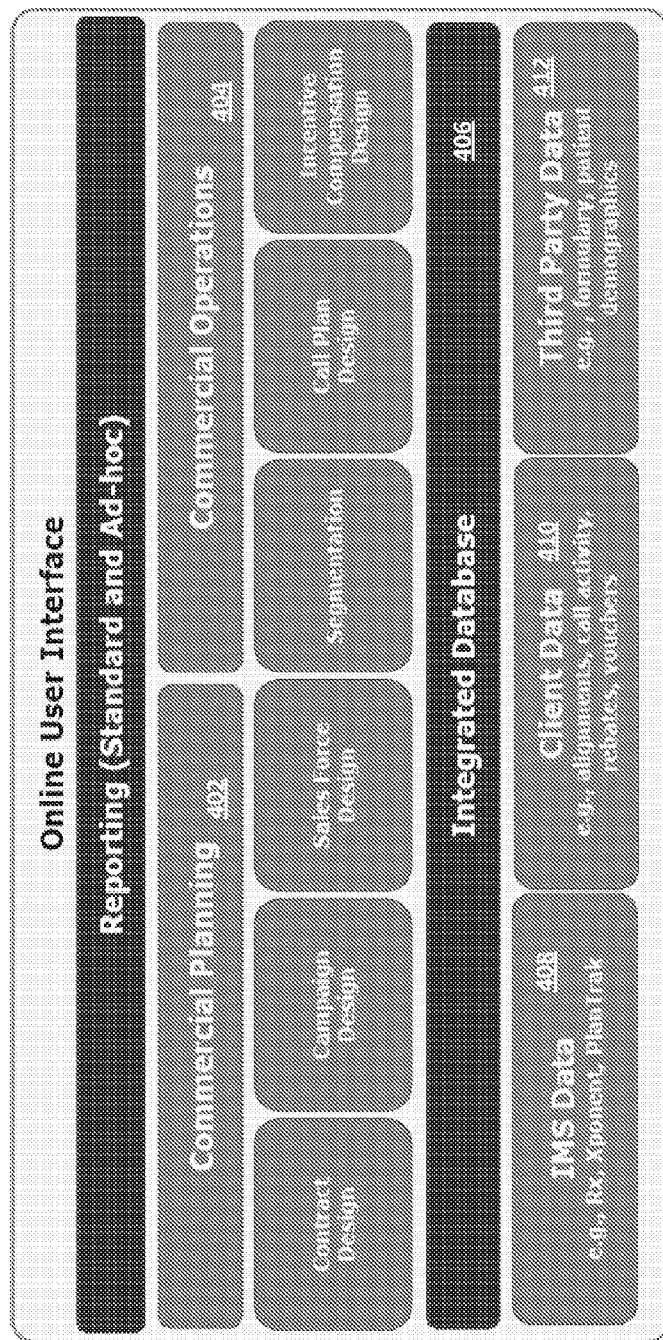 Online User Interface
Reporting (Standard and Ad-hoc)
Commercial Planning 402
Commercial Operations 404
Contract
Design
Campaign
Design
Sales Force
Design
Segmentation
Call Plan
Design
Incentive
Compensation
Design
Integrated Database 406
IMS Data 408
e.g., Rx, Xponent, PlanTrak
Client Data 410
e.g., alignments, call activity,
rebates, vouchers
Third Party Data 412
e.g., formulary, patient
demographics